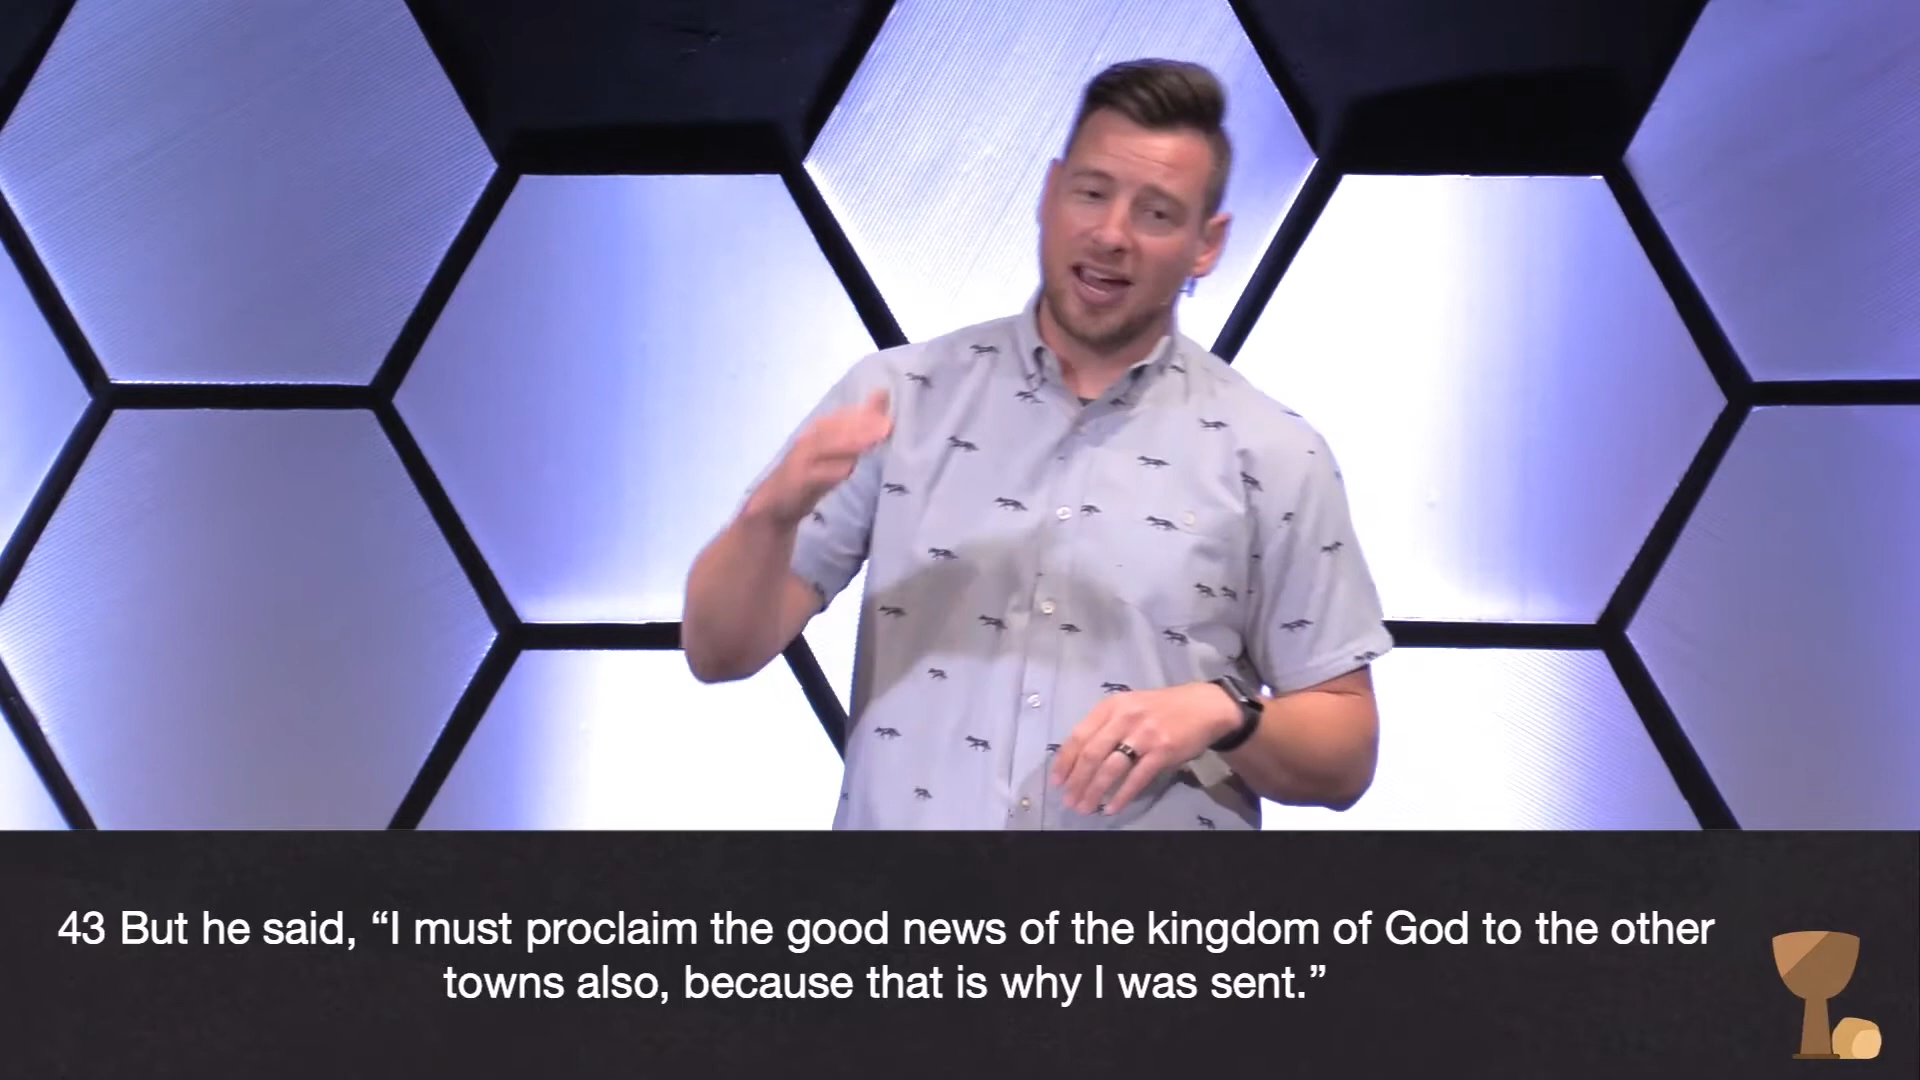 43 But he said, “I must proclaim the good news of the kingdom of God to the other
towns also, because that is why I was sent.”